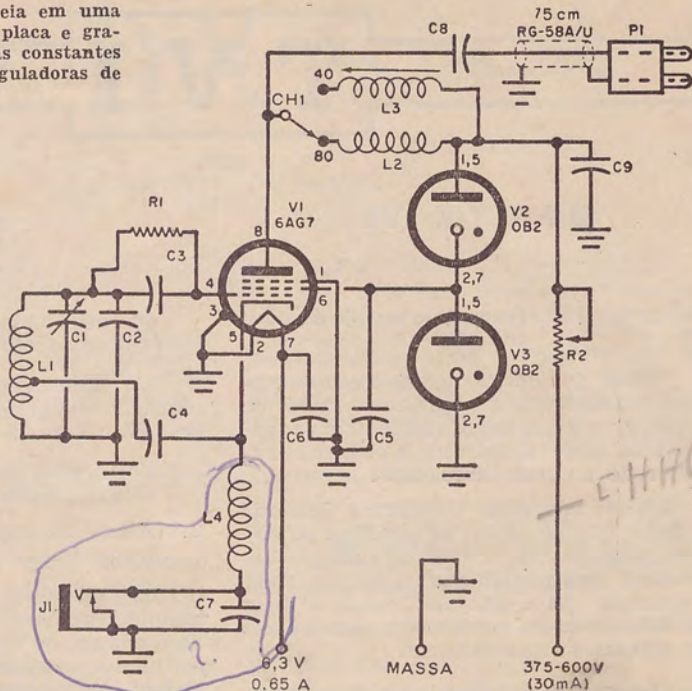 eia em uma
placa e gra-
as constantes
guladoras de
75 cm
RG-58A/U
P1
C8
40
L3
CH1
80
L2
1,5
C9
V1
6AG7
R1
V2
OB2
C3
8
2,7
4
1
6
1,5
3
5
2
7
V3
OB2
R2
C1
C2
L1
2,7
C4
C6
C5
L4
J1
V
C7
?
6,3 V
0,65 A
MASSA
375-600V
(30mA)